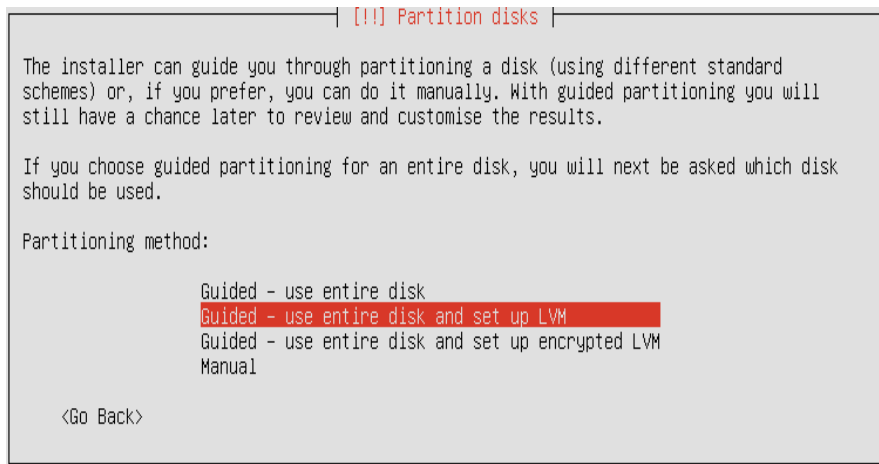 [!!] Partition disks
The installer can guide you through partitioning a disk (using different standard
schemes) or, if you prefer, you can do it manually. With guided partitioning you will
still have a chance later to review and customise the results.
If you choose guided partitioning for an entire disk, you will next be asked which disk
should be used.
Partitioning method:
Guided - use entire disk
Guided - use entire disk and set up LVM
Guided - use entire disk and set up encrypted LVM
Manual
<Go Back>